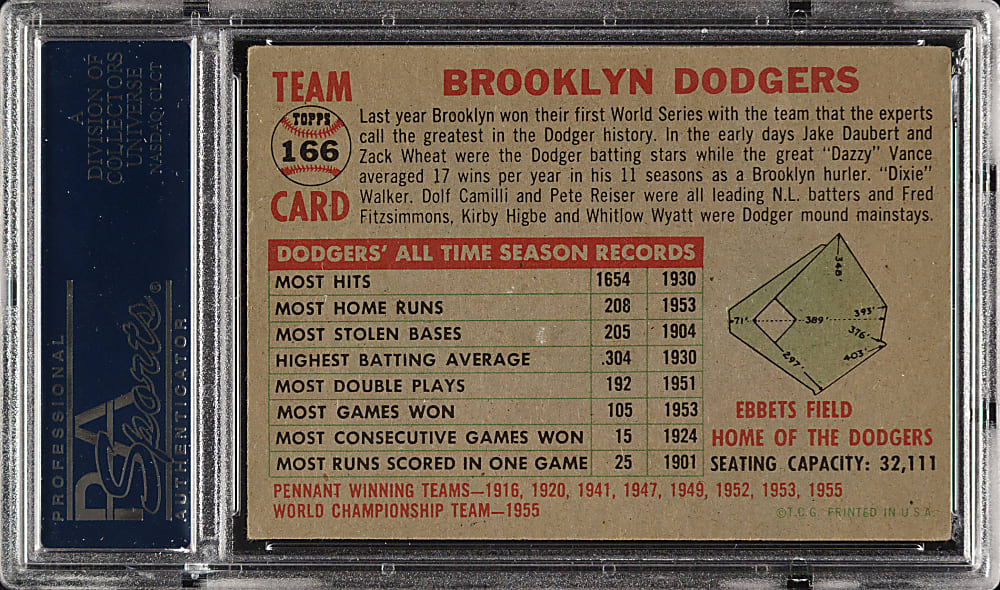 A
DIVISION OF
COLLECTORS
UNIVERSE
NASDAQ: CLCT
PROFESSIONAL
PSA
Sports®
AUTHENTICATOR
TEAM
TOPPS
166
CARD
BROOKLYN DODGERS
Last year Brooklyn won their first World Series with the team that the experts
call the greatest in the Dodger history. In the early days Jake Daubert and
Zack Wheat were the Dodger batting stars while the great "Dazzy" Vance
averaged 17 wins per year in his 11 seasons as a Brooklyn hurler. "Dixie"
Walker. Dolf Camilli and Pete Reiser were all leading N.L. batters and Fred
Fitzsimmons, Kirby Higbe and Whitlow Wyatt were Dodger mound mainstays.
DODGERS' ALL TIME SEASON RECORDS
MOST HITS 1654 1930
MOST HOME RUNS 208 1953
MOST STOLEN BASES 205 1904
HIGHEST BATTING AVERAGE .304 1930
MOST DOUBLE PLAYS 192 1951
MOST GAMES WON 105 1953
MOST CONSECUTIVE GAMES WON 15 1924
MOST RUNS SCORED IN ONE GAME 25 1901
348'
71'
389'
393'
376'
403'
297'
EBBETS FIELD
HOME OF THE DODGERS
SEATING CAPACITY: 32,111
PENNANT WINNING TEAMS—1916, 1920, 1941, 1947, 1949, 1952, 1953, 1955
WORLD CHAMPIONSHIP TEAM—1955
©T.C.G. PRINTED IN U.S.A.